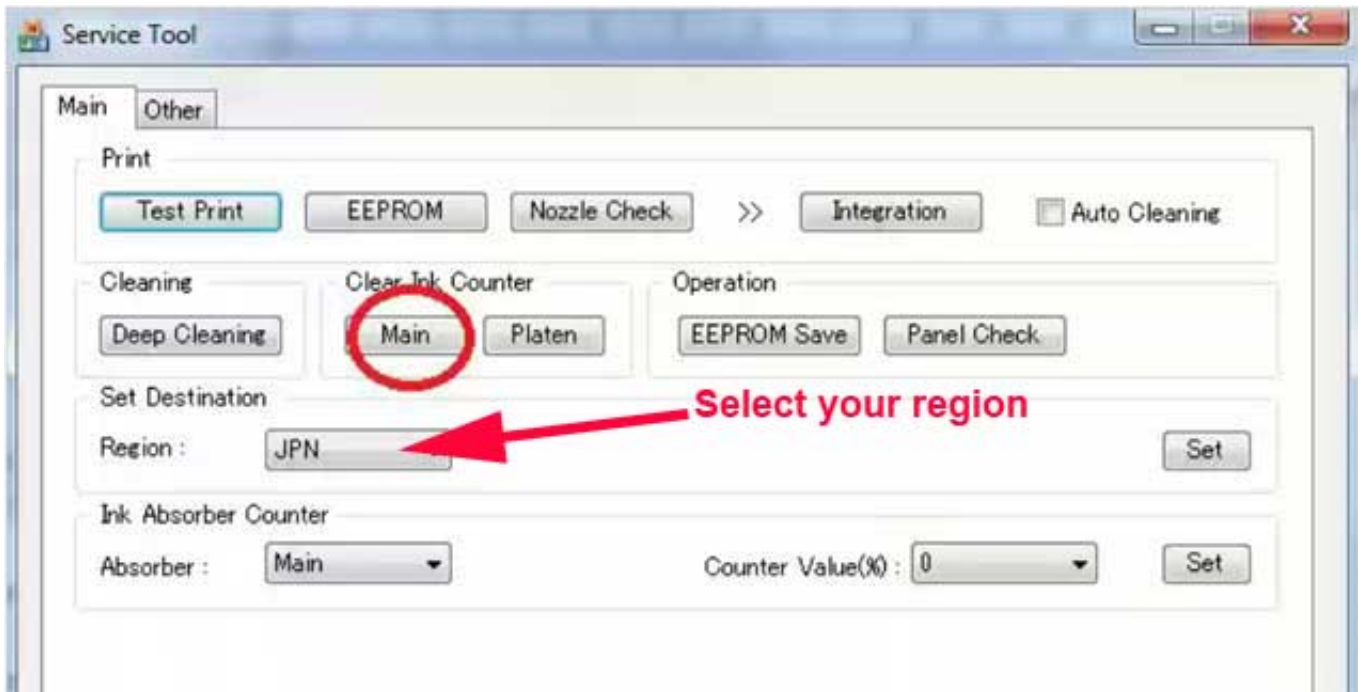 Service Tool
Main Other
Print
Test Print EEPROM Nozzle Check >> Integration Auto Cleaning
Cleaning Clear Ink Counter Operation
Deep Cleaning Main Platen EEPROM Save Panel Check
Set Destination
Select your region
Region : JPN Set
Ink Absorber Counter
Absorber : Main Counter Value(%) : 0 Set